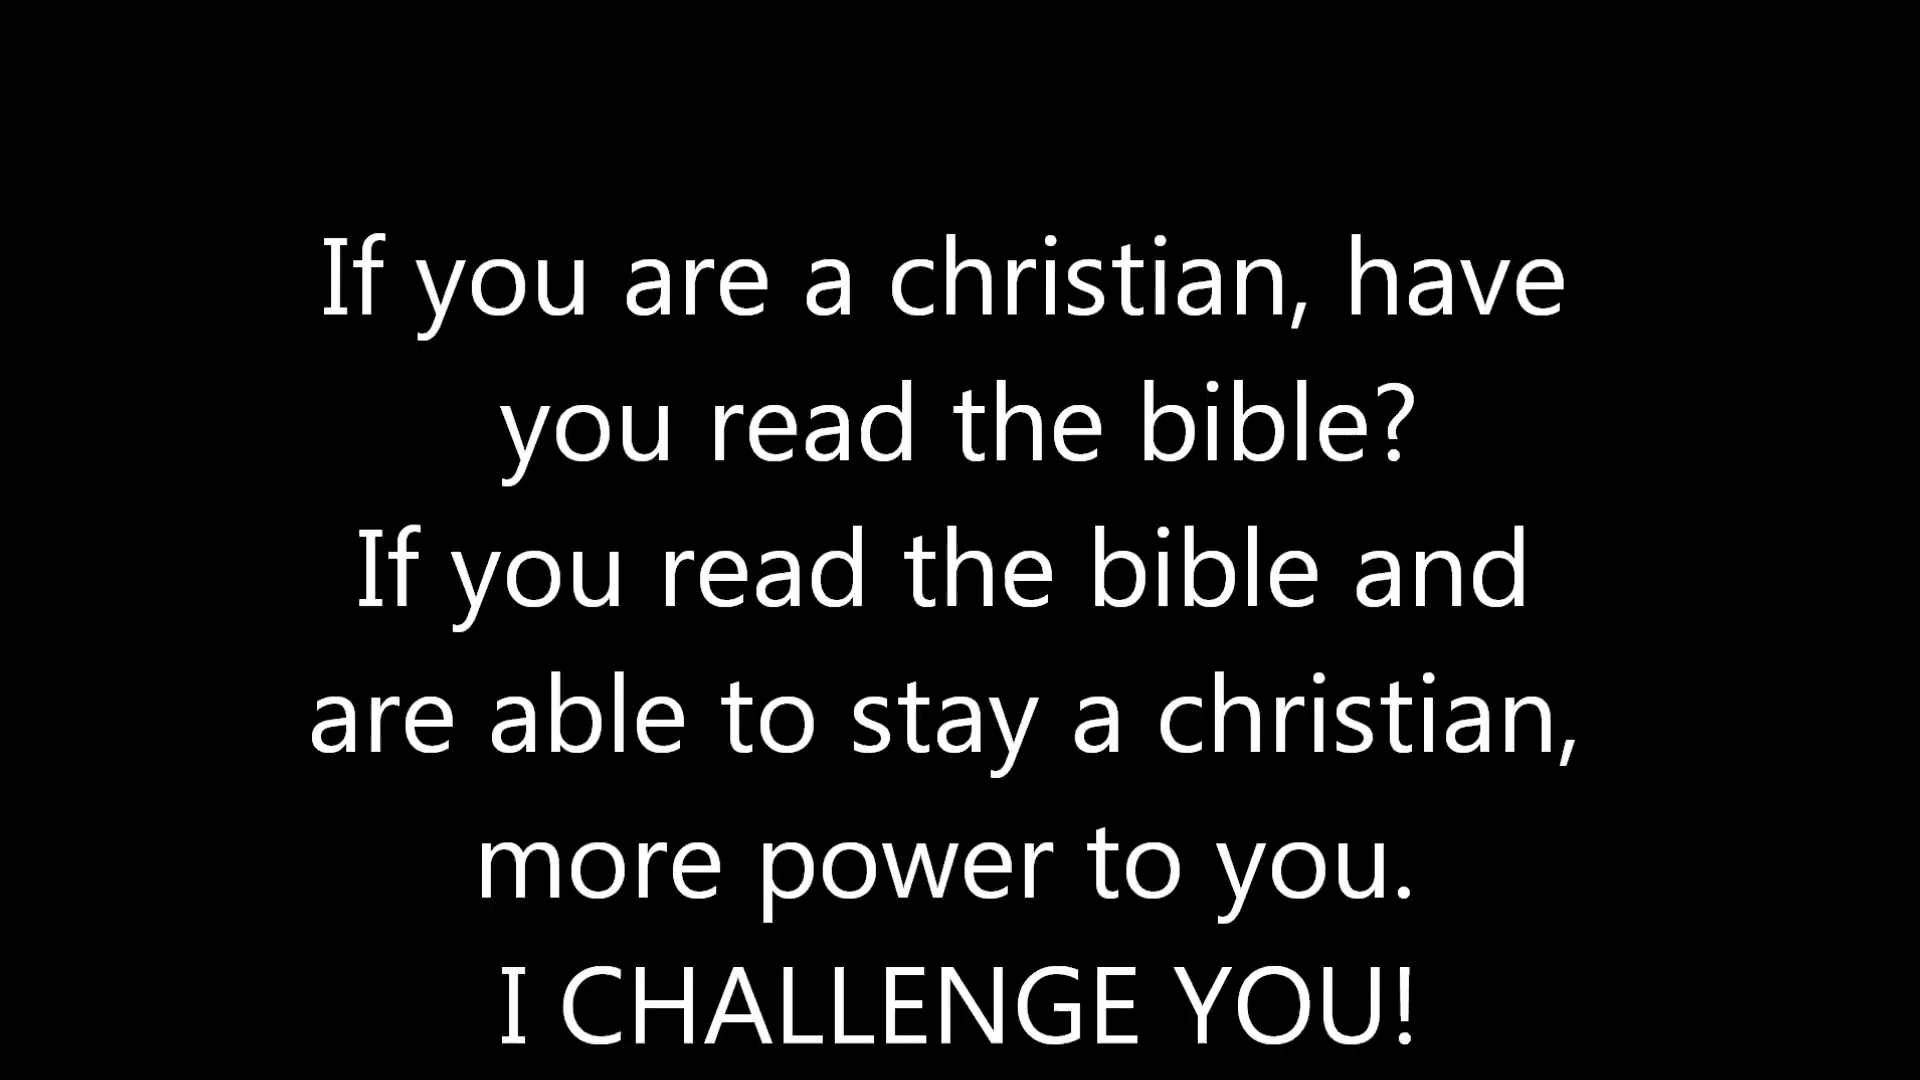 If you are a christian, have
you read the bible?
If you read the bible and
are able to stay a christian,
more power to you.
I CHALLENGE YOU!